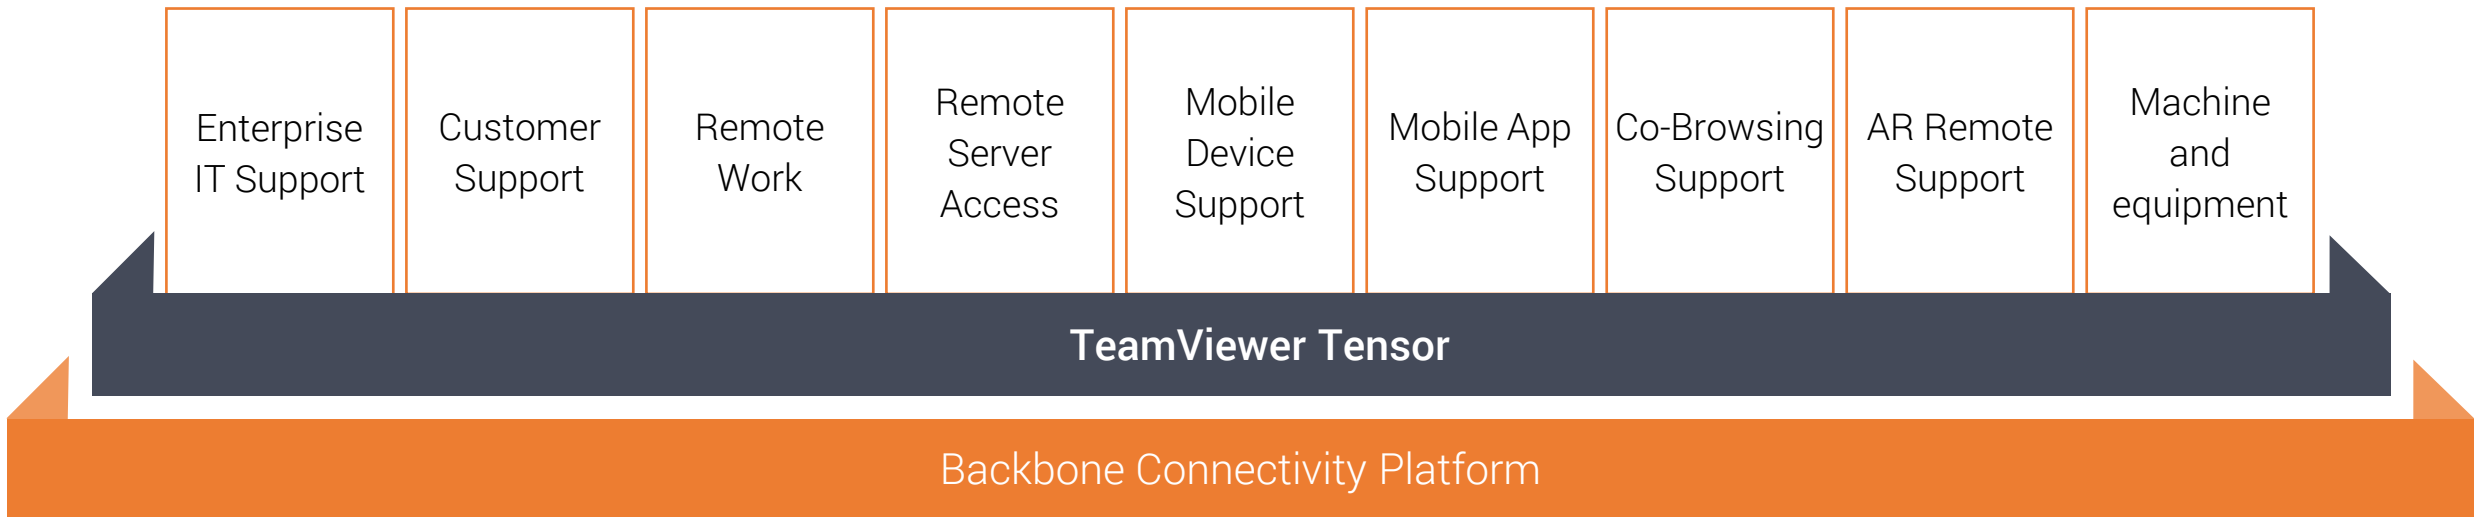 Enterprise
IT Support
Customer
Support
Remote
Work
Remote
Server
Access
Mobile
Device
Support
Mobile App
Support
Co-Browsing
Support
AR Remote
Support
Machine
and
equipment
TeamViewer Tensor
Backbone Connectivity Platform